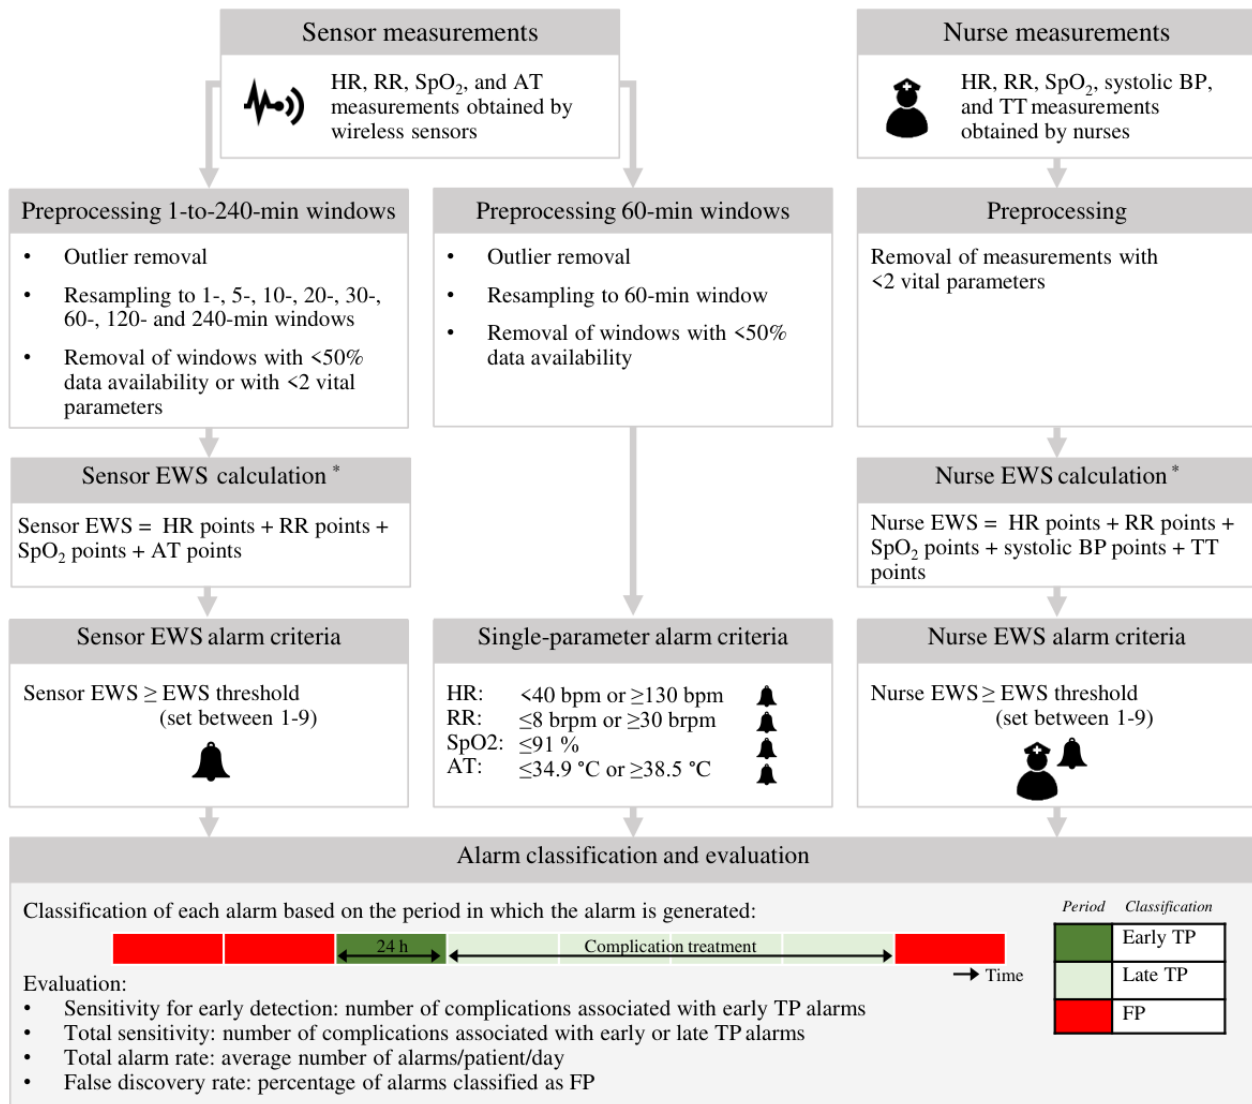 Sensor measurements
HR, RR, SpO₂, and AT
measurements obtained by
wireless sensors
Nurse measurements
HR, RR, SpO₂, systolic BP,
and TT measurements
obtained by nurses
Preprocessing 1-to-240-min windows
• Outlier removal
• Resampling to 1-, 5-, 10-, 20-, 30-,
60-, 120- and 240-min windows
• Removal of windows with <50%
data availability or with <2 vital
parameters
Preprocessing 60-min windows
• Outlier removal
• Resampling to 60-min window
• Removal of windows with <50%
data availability
Preprocessing
Removal of measurements with
<2 vital parameters
Sensor EWS calculation *
Sensor EWS = HR points + RR points +
SpO₂ points + AT points
Nurse EWS calculation *
Nurse EWS = HR points + RR points +
SpO₂ points + systolic BP points + TT
points
Sensor EWS alarm criteria
Sensor EWS ≥ EWS threshold
(set between 1-9)
Single-parameter alarm criteria
HR: <40 bpm or ≥130 bpm
RR: ≤8 brpm or ≥30 brpm
SpO2: ≤91 %
AT: ≤34.9 °C or ≥38.5 °C
Nurse EWS alarm criteria
Nurse EWS ≥ EWS threshold
(set between 1-9)
Alarm classification and evaluation
Classification of each alarm based on the period in which the alarm is generated:
24 h
Complication treatment
Time
Period Classification
Early TP
Late TP
FP
Evaluation:
• Sensitivity for early detection: number of complications associated with early TP alarms
• Total sensitivity: number of complications associated with early or late TP alarms
• Total alarm rate: average number of alarms/patient/day
• False discovery rate: percentage of alarms classified as FP